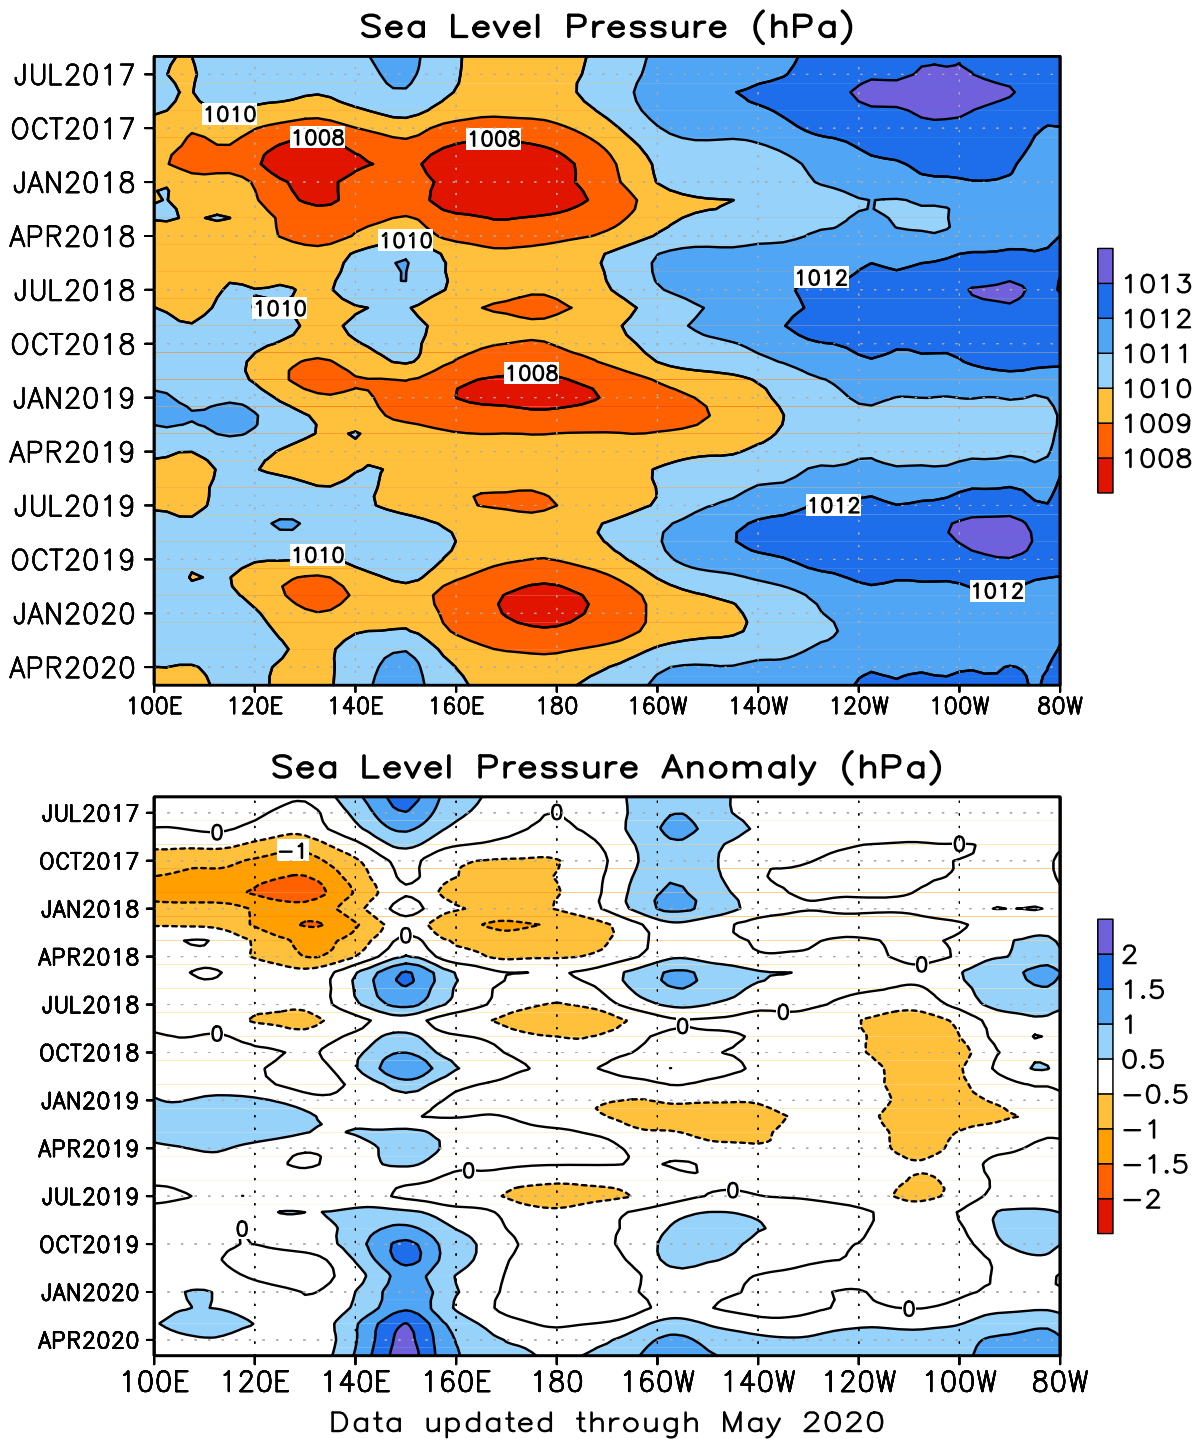 Sea Level Pressure (hPa)
JUL2017
OCT2017
JAN2018
APR2018
JUL2018
OCT2018
JAN2019
APR2019
JUL2019
OCT2019
JAN2020
APR2020
1010
1008
1008
1010
1012
1010
1008
1012
1010
1012
1013
1012
1011
1010
1009
1008
100E 120E 140E 160E 180 160W 140W 120W 100W 80W
Sea Level Pressure Anomaly (hPa)
JUL2017
OCT2017
JAN2018
APR2018
JUL2018
OCT2018
JAN2019
APR2019
JUL2019
OCT2019
JAN2020
APR2020
0
0
0
-1
0
0
0
0
0
0
0
0
0
2
1.5
1
0.5
-0.5
-1
-1.5
-2
100E 120E 140E 160E 180 160W 140W 120W 100W 80W
Data updated through May 2020